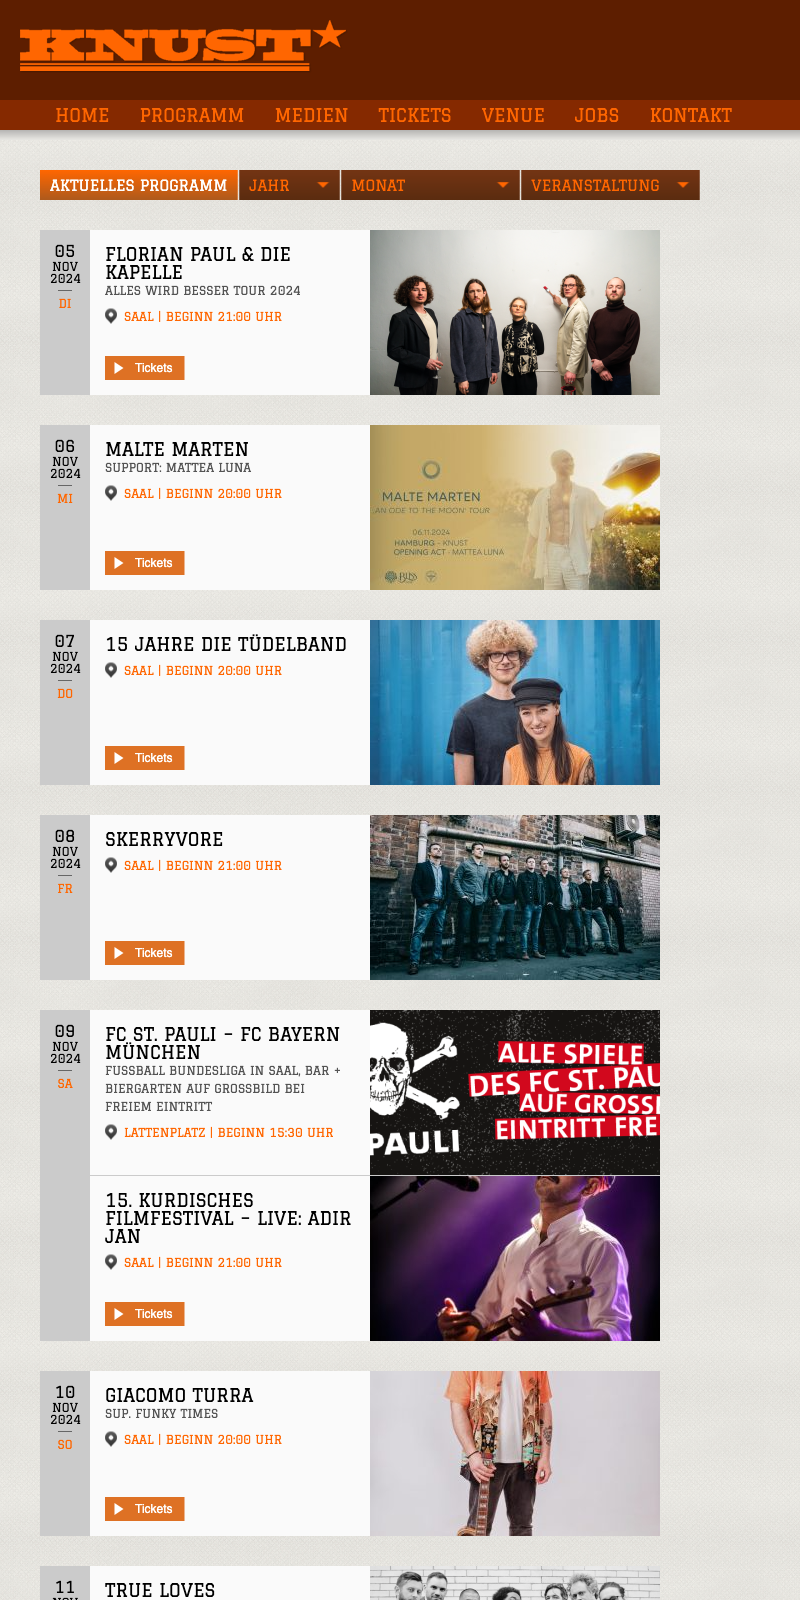 KNUST
HOME PROGRAMM MEDIEN TICKETS VENUE JOBS KONTAKT
AKTUELLES PROGRAMM JAHR MONAT VERANSTALTUNG
05
NOV
2024
DI
FLORIAN PAUL & DIE
KAPELLE
ALLES WIRD BESSER TOUR 2024
SAAL | BEGINN 21:00 UHR
Tickets
06
NOV
2024
MI
MALTE MARTEN
SUPPORT: MATTEA LUNA
SAAL | BEGINN 20:00 UHR
Tickets
MALTE MARTEN
AN ODE TO THE MOON' TOUR
06.11.2024
HAMBURG - KNUST
OPENING ACT - MATTEA LUNA
07
NOV
2024
DO
15 JAHRE DIE TÜDELBAND
SAAL | BEGINN 20:00 UHR
Tickets
08
NOV
2024
FR
SKERRYVORE
SAAL | BEGINN 21:00 UHR
Tickets
09
NOV
2024
SA
FC ST. PAULI – FC BAYERN
MÜNCHEN
FUSSBALL BUNDESLIGA IN SAAL, BAR +
BIERGARTEN AUF GROSSBILD BEI
FREIEM EINTRITT
LATTENPLATZ | BEGINN 15:30 UHR
PAULI
ALLE SPIELE
DES FC ST. PAU
AUF GROSS
EINTRITT FRE
15. KURDISCHES
FILMFESTIVAL – LIVE: ADIR
JAN
SAAL | BEGINN 21:00 UHR
Tickets
10
NOV
2024
SO
GIACOMO TURRA
SUP. FUNKY TIMES
SAAL | BEGINN 20:00 UHR
Tickets
11
NOV
TRUE LOVES